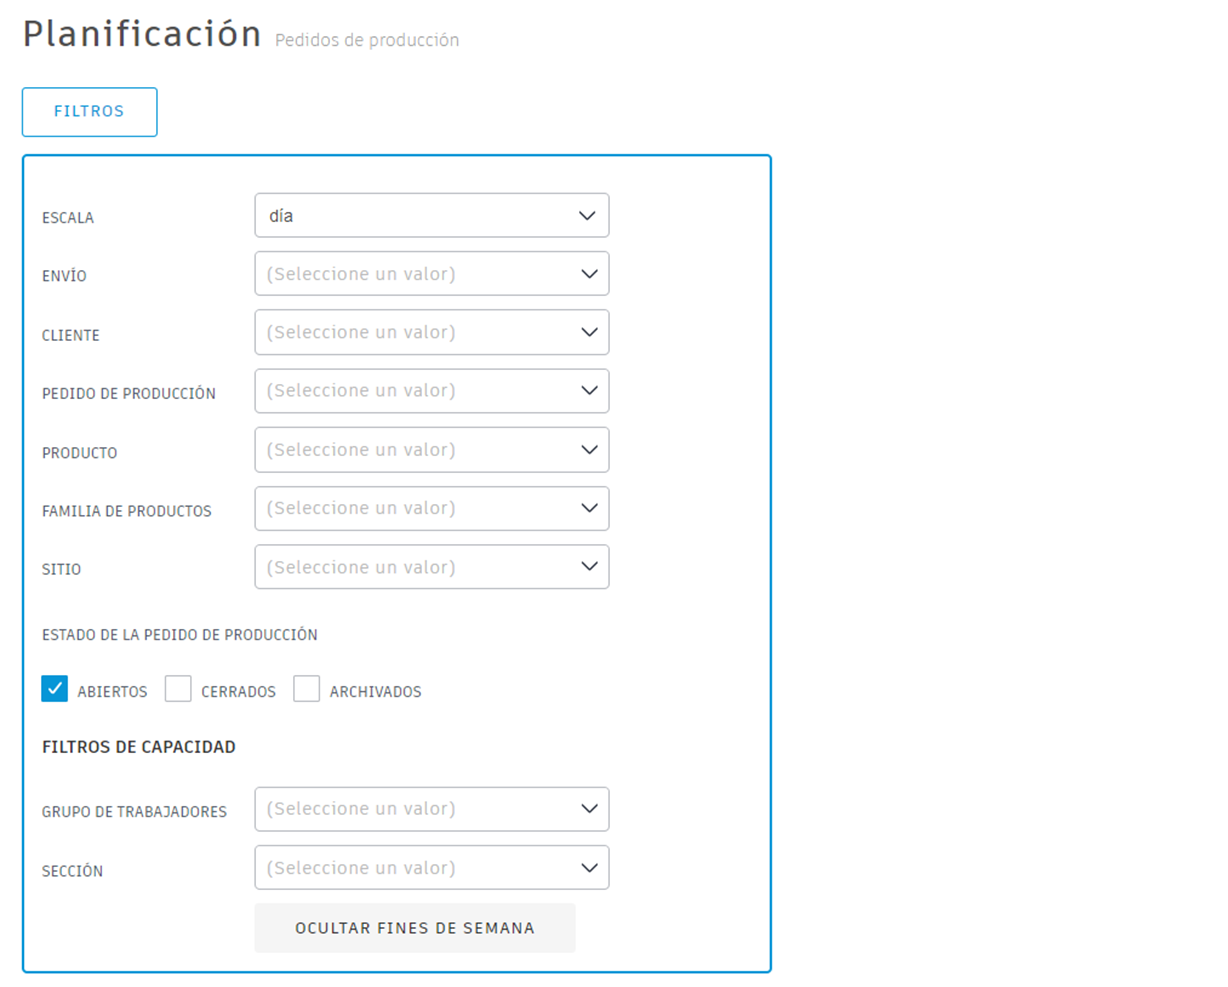 Planificación Pedidos de producción
FILTROS
ESCALA día
ENVÍO (Seleccione un valor)
CLIENTE (Seleccione un valor)
PEDIDO DE PRODUCCIÓN (Seleccione un valor)
PRODUCTO (Seleccione un valor)
FAMILIA DE PRODUCTOS (Seleccione un valor)
SITIO (Seleccione un valor)
ESTADO DE LA PEDIDO DE PRODUCCIÓN
ABIERTOS CERRADOS ARCHIVADOS
FILTROS DE CAPACIDAD
GRUPO DE TRABAJADORES (Seleccione un valor)
SECCIÓN (Seleccione un valor)
OCULTAR FINES DE SEMANA